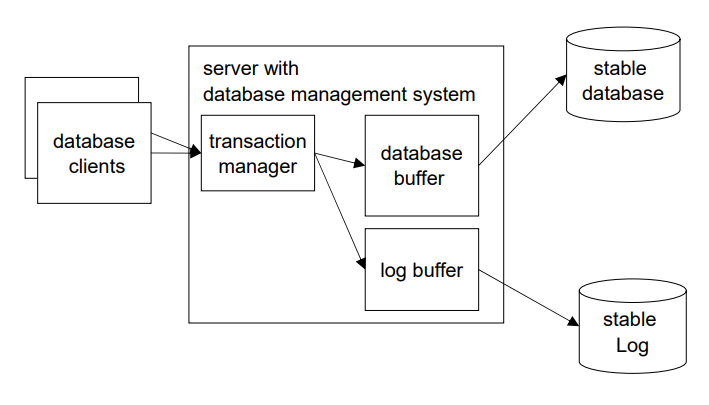 server with
database management system
database
clients
transaction
manager
database
buffer
log buffer
stable
database
stable
Log